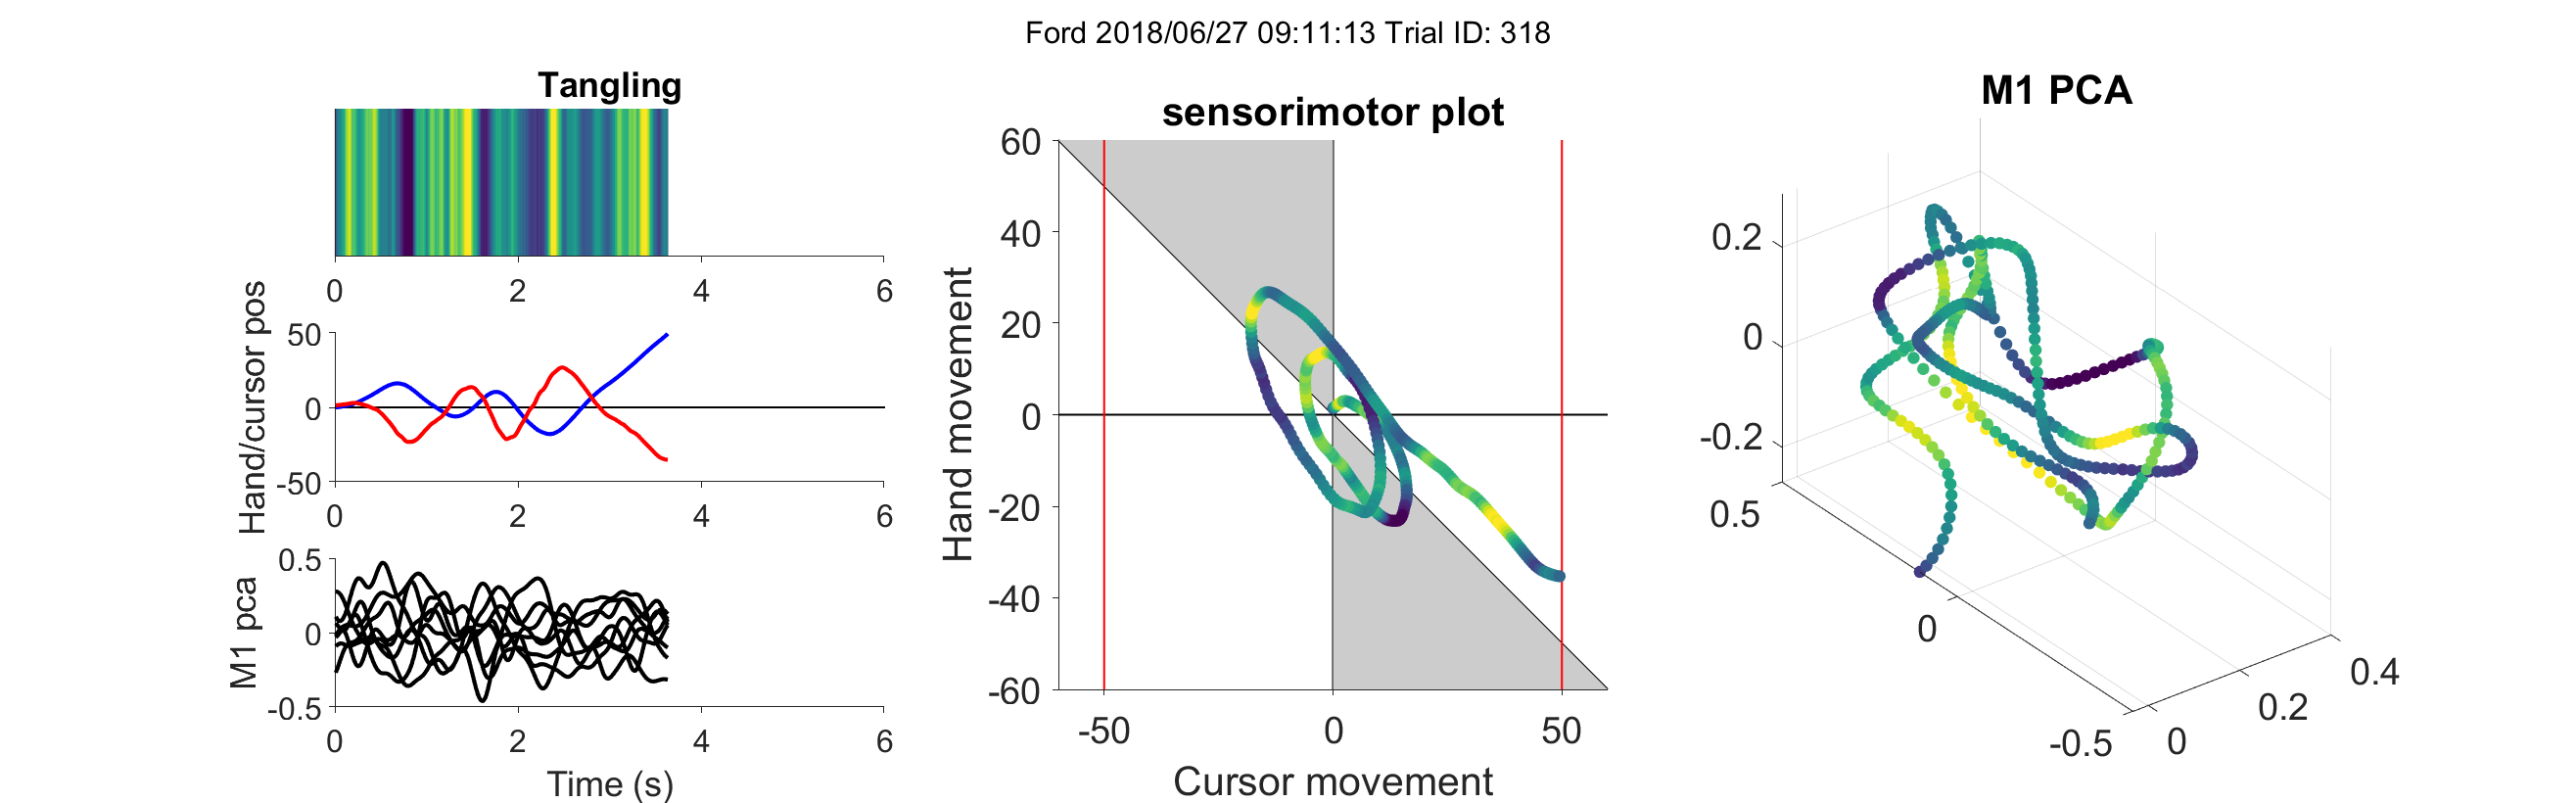 Ford 2018/06/27 09:11:13 Trial ID: 318
Tangling
0 2 4 6
Hand/cursor pos
50
0
-50
0 2 4 6
M1 pca
0.5
0
-0.5
0 2 4 6
Time (s)
sensorimotor plot
Hand movement
60
40
20
0
-20
-40
-60
-50 0 50
Cursor movement
M1 PCA
0.2
0
-0.2
0.5
0
-0.5
0
0.2
0.4